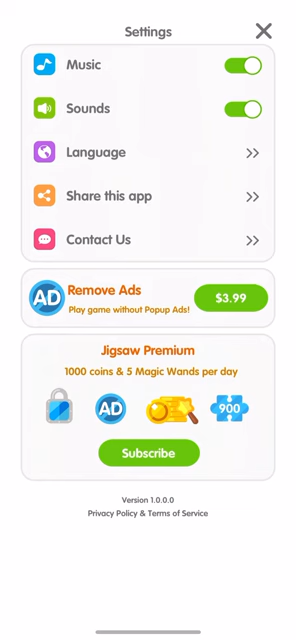 Settings
Music
Sounds
Language
Share this app
Contact Us
AD
Remove Ads
Play game without Popup Ads!
$3.99
Jigsaw Premium
1000 coins & 5 Magic Wands per day
AD
900
Subscribe
Version 1.0.0.0
Privacy Policy & Terms of Service